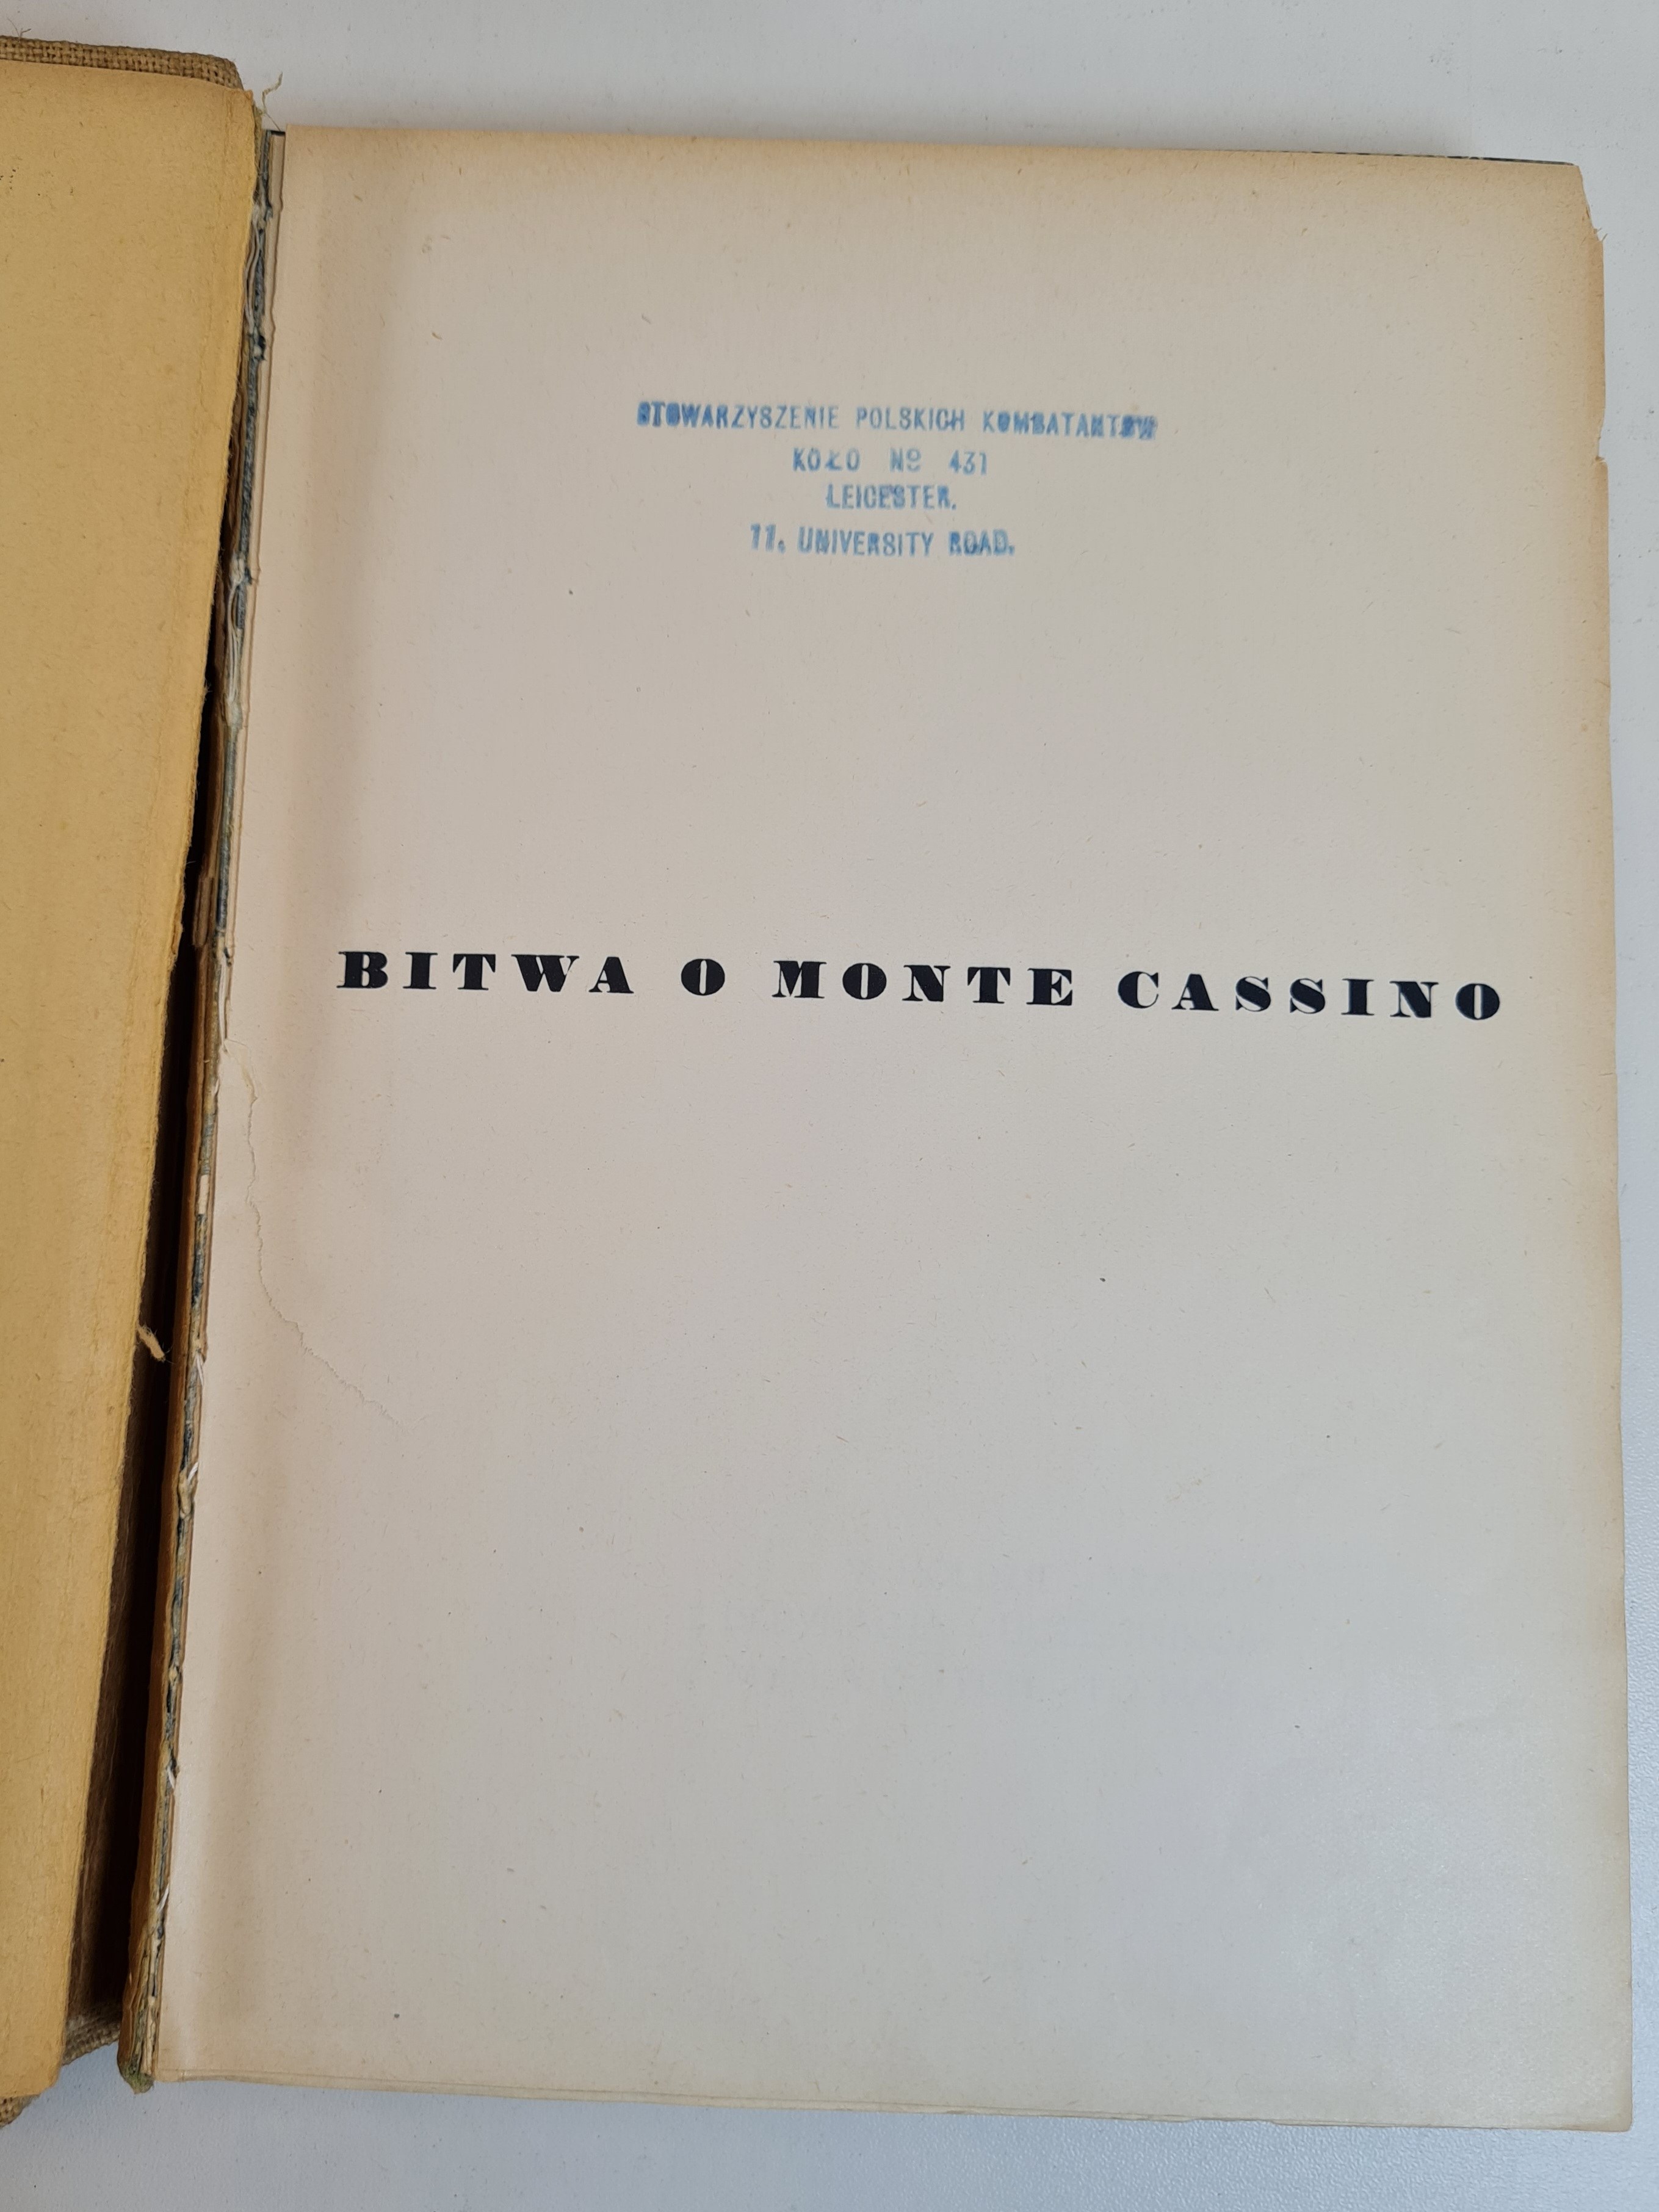 STOWARZYSZENIE POLSKICH KOMBATANTÓW
KOŁO Nº 431
LEICESTER.
11. UNIVERSITY ROAD.
BITWA O MONTE CASSINO